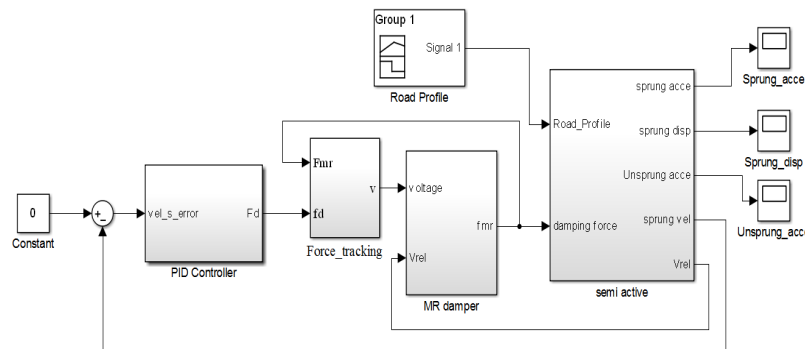 Group 1
Signal 1
Road Profile
sprung acce
Sprung_acce
Road_Profile
sprung disp
Sprung_disp
Fmr
v
fd
Force_tracking
voltage
fmr
Vrel
MR damper
Unsprung acce
Unsprung_acce
damping force
sprung vel
Vrel
semi active
0
Constant
+
-
vel_s_error
Fd
PID Controller